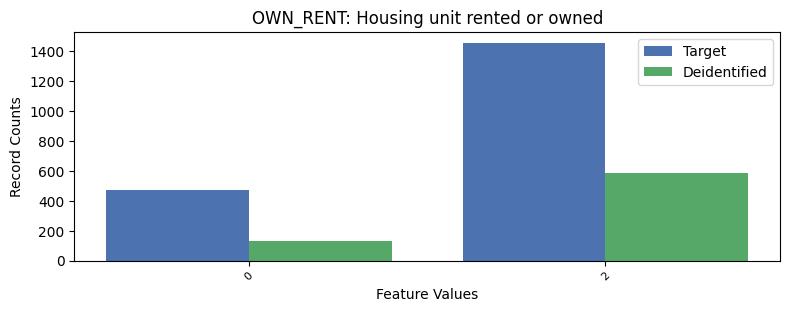 OWN_RENT: Housing unit rented or owned
Target
Deidentified
Record Counts
1400
1200
1000
800
600
400
200
0
0
2
Feature Values